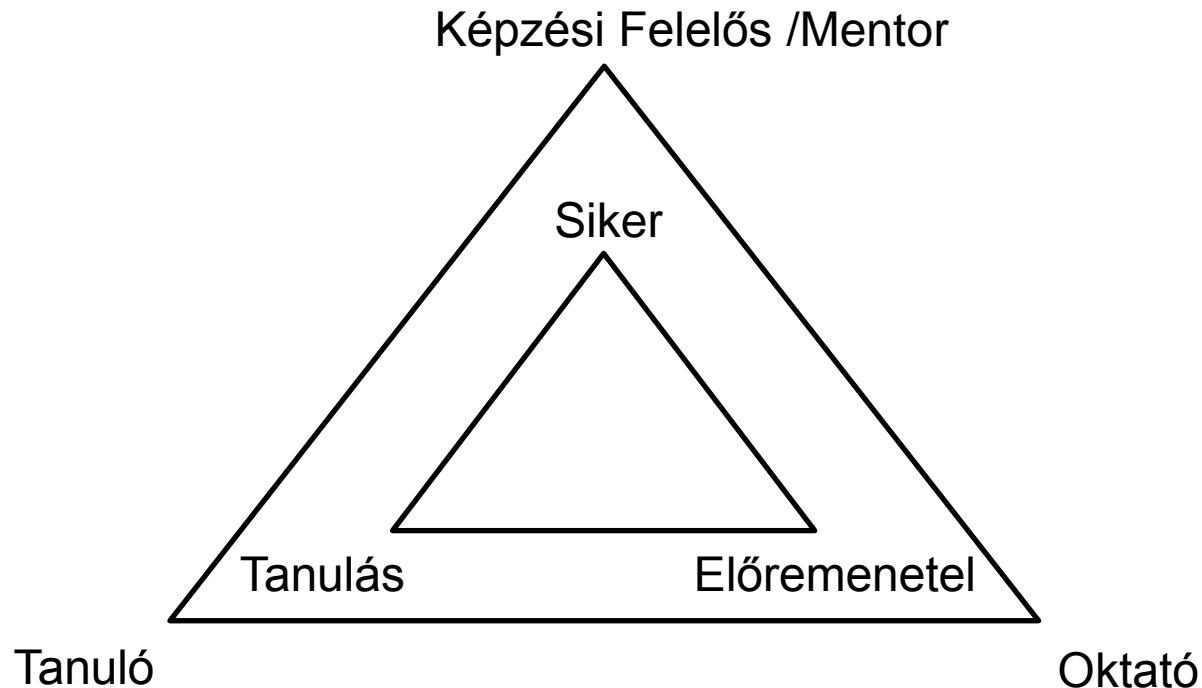 Képzési Felelős /Mentor
Siker
Tanulás
Előremenetel
Tanuló
Oktató